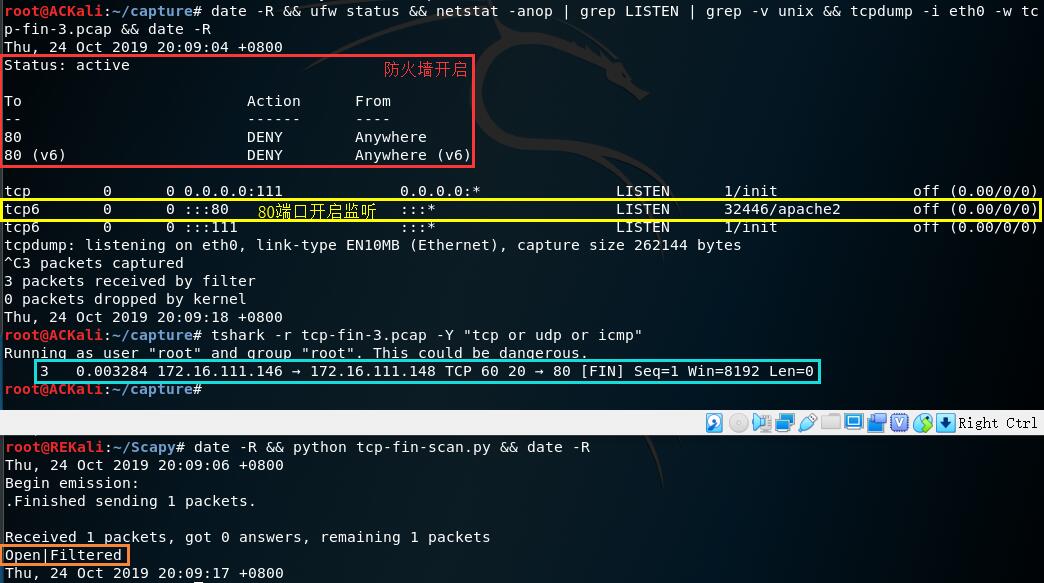 root@ACKali:~/capture# date -R && ufw status && netstat -anop | grep LISTEN | grep -v unix && tcpdump -i eth0 -w tc
p-fin-3.pcap && date -R
Thu, 24 Oct 2019 20:09:04 +0800
Status: active
防火墙开启
To                         Action      From
--                         ------      ----
80                         DENY        Anywhere
80 (v6)                    DENY        Anywhere (v6)
tcp        0      0 0.0.0.0:111             0.0.0.0:*               LISTEN      1/init               off (0.00/0/0)
tcp6       0      0 :::80   80端口开启监听   :::*                    LISTEN      32446/apache2        off (0.00/0/0)
tcp6       0      0 :::111                  :::*                    LISTEN      1/init               off (0.00/0/0)
tcpdump: listening on eth0, link-type EN10MB (Ethernet), capture size 262144 bytes
^C3 packets captured
3 packets received by filter
0 packets dropped by kernel
Thu, 24 Oct 2019 20:09:18 +0800
root@ACKali:~/capture# tshark -r tcp-fin-3.pcap -Y "tcp or udp or icmp"
Running as user "root" and group "root". This could be dangerous.
3   0.003284 172.16.111.146 → 172.16.111.148 TCP 60 20 → 80 [FIN] Seq=1 Win=8192 Len=0
root@ACKali:~/capture#
Right Ctrl
root@REKali:~/Scapy# date -R && python tcp-fin-scan.py && date -R
Thu, 24 Oct 2019 20:09:06 +0800
Begin emission:
.Finished sending 1 packets.
Received 1 packets, got 0 answers, remaining 1 packets
Open|Filtered
Thu, 24 Oct 2019 20:09:17 +0800